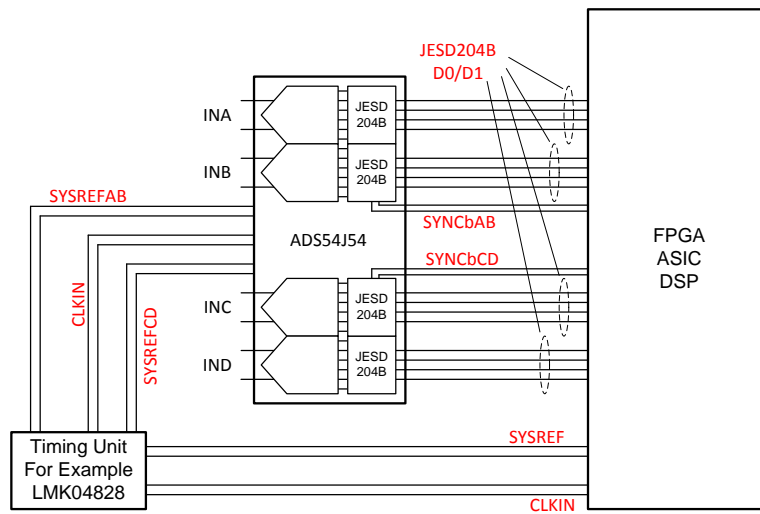 JESD204B
D0/D1
INA
JESD
204B
INB
JESD
204B
SYSREFAB
SYNCbAB
ADS54J54
FPGA
ASIC
DSP
SYNCbCD
CLKIN
SYSREFCD
INC
JESD
204B
IND
JESD
204B
Timing Unit
For Example
LMK04828
SYSREF
CLKIN